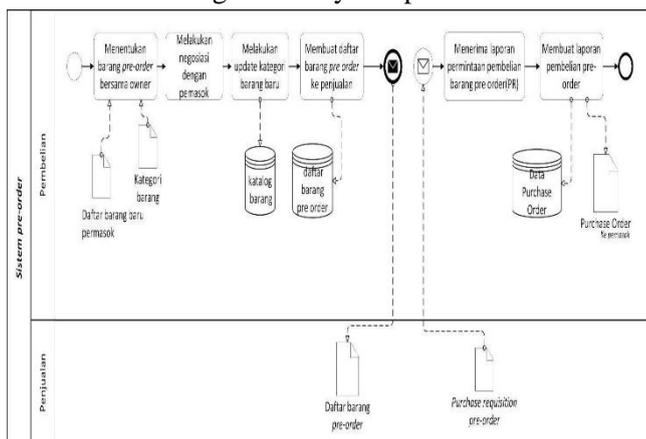 Sistem pre-order
Pembelian
Menentukan
barang pre-order
bersama owner
Melakukan
negosiasi
dengan
pemasok
Melakukan
update kategori
barang baru
Membuat daftar
barang pre order
ke penjualan
Menerima laporan
permintaan pembelian
barang pre order(PR)
Membuat laporan
pembelian pre-
order
Daftar barang baru
permasok
Kategori
barang
katalog
barang
daftar
barang
pre order
Data
Purchase
Order
Purchase Order
ke pemasok
Penjualan
Daftar barang
pre-order
Purchase requisition
pre-order